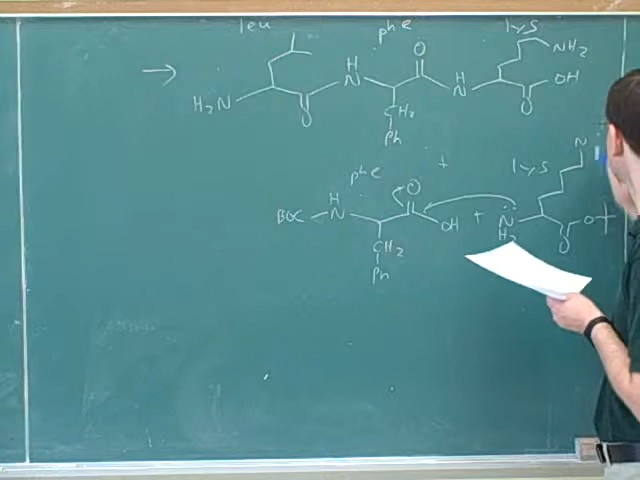 leu phe lys
→ H₂N O H N O CH₂ Ph H N NH₂ OH O
phe + lys N
BOC - N H O OH CH₂ Ph + N H₂ O O